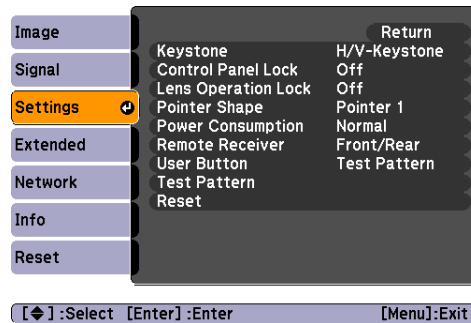 Image
Signal
Settings
Extended
Network
Info
Reset
Return
Keystone H/V-Keystone
Control Panel Lock Off
Lens Operation Lock Off
Pointer Shape Pointer 1
Power Consumption Normal
Remote Receiver Front/Rear
User Button Test Pattern
Test Pattern
Reset
[ ] :Select [Enter] :Enter [Menu]:Exit